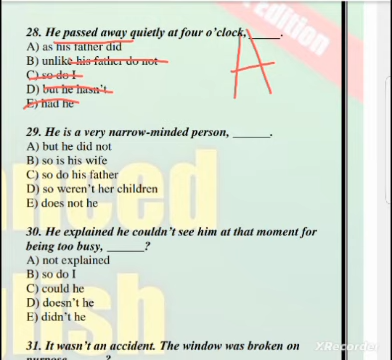 Edition
28. He passed away quietly at four o'clock,_____.
A) as his father did
B) unlike his father do not
C) so do I
D) but he hasn't
E) had he
A
29. He is a very narrow-minded person, ______.
A) but he did not
B) so is his wife
C) so do his father
D) so weren't her children
E) does not he
30. He explained he couldn't see him at that moment for
being too busy, ______?
A) not explained
B) so do I
C) could he
D) doesn't he
E) didn't he
31. It wasn't an accident. The window was broken on
XRecorder